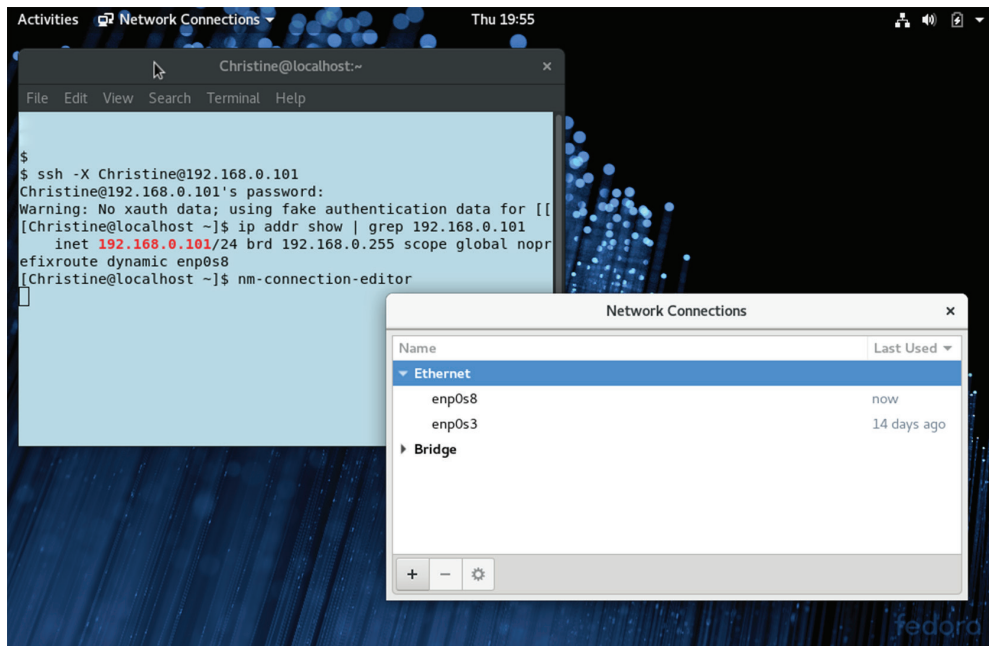 Activities Network Connections Thu 19:55
Christine@localhost:~
File Edit View Search Terminal Help
$
$ ssh -X Christine@192.168.0.101
Christine@192.168.0.101's password:
Warning: No xauth data; using fake authentication data for [[
[Christine@localhost ~]$ ip addr show | grep 192.168.0.101
inet 192.168.0.101/24 brd 192.168.0.255 scope global nopr
efixroute dynamic enp0s8
[Christine@localhost ~]$ nm-connection-editor
Network Connections
Name Last Used
Ethernet
enp0s8 now
enp0s3 14 days ago
Bridge
fedora